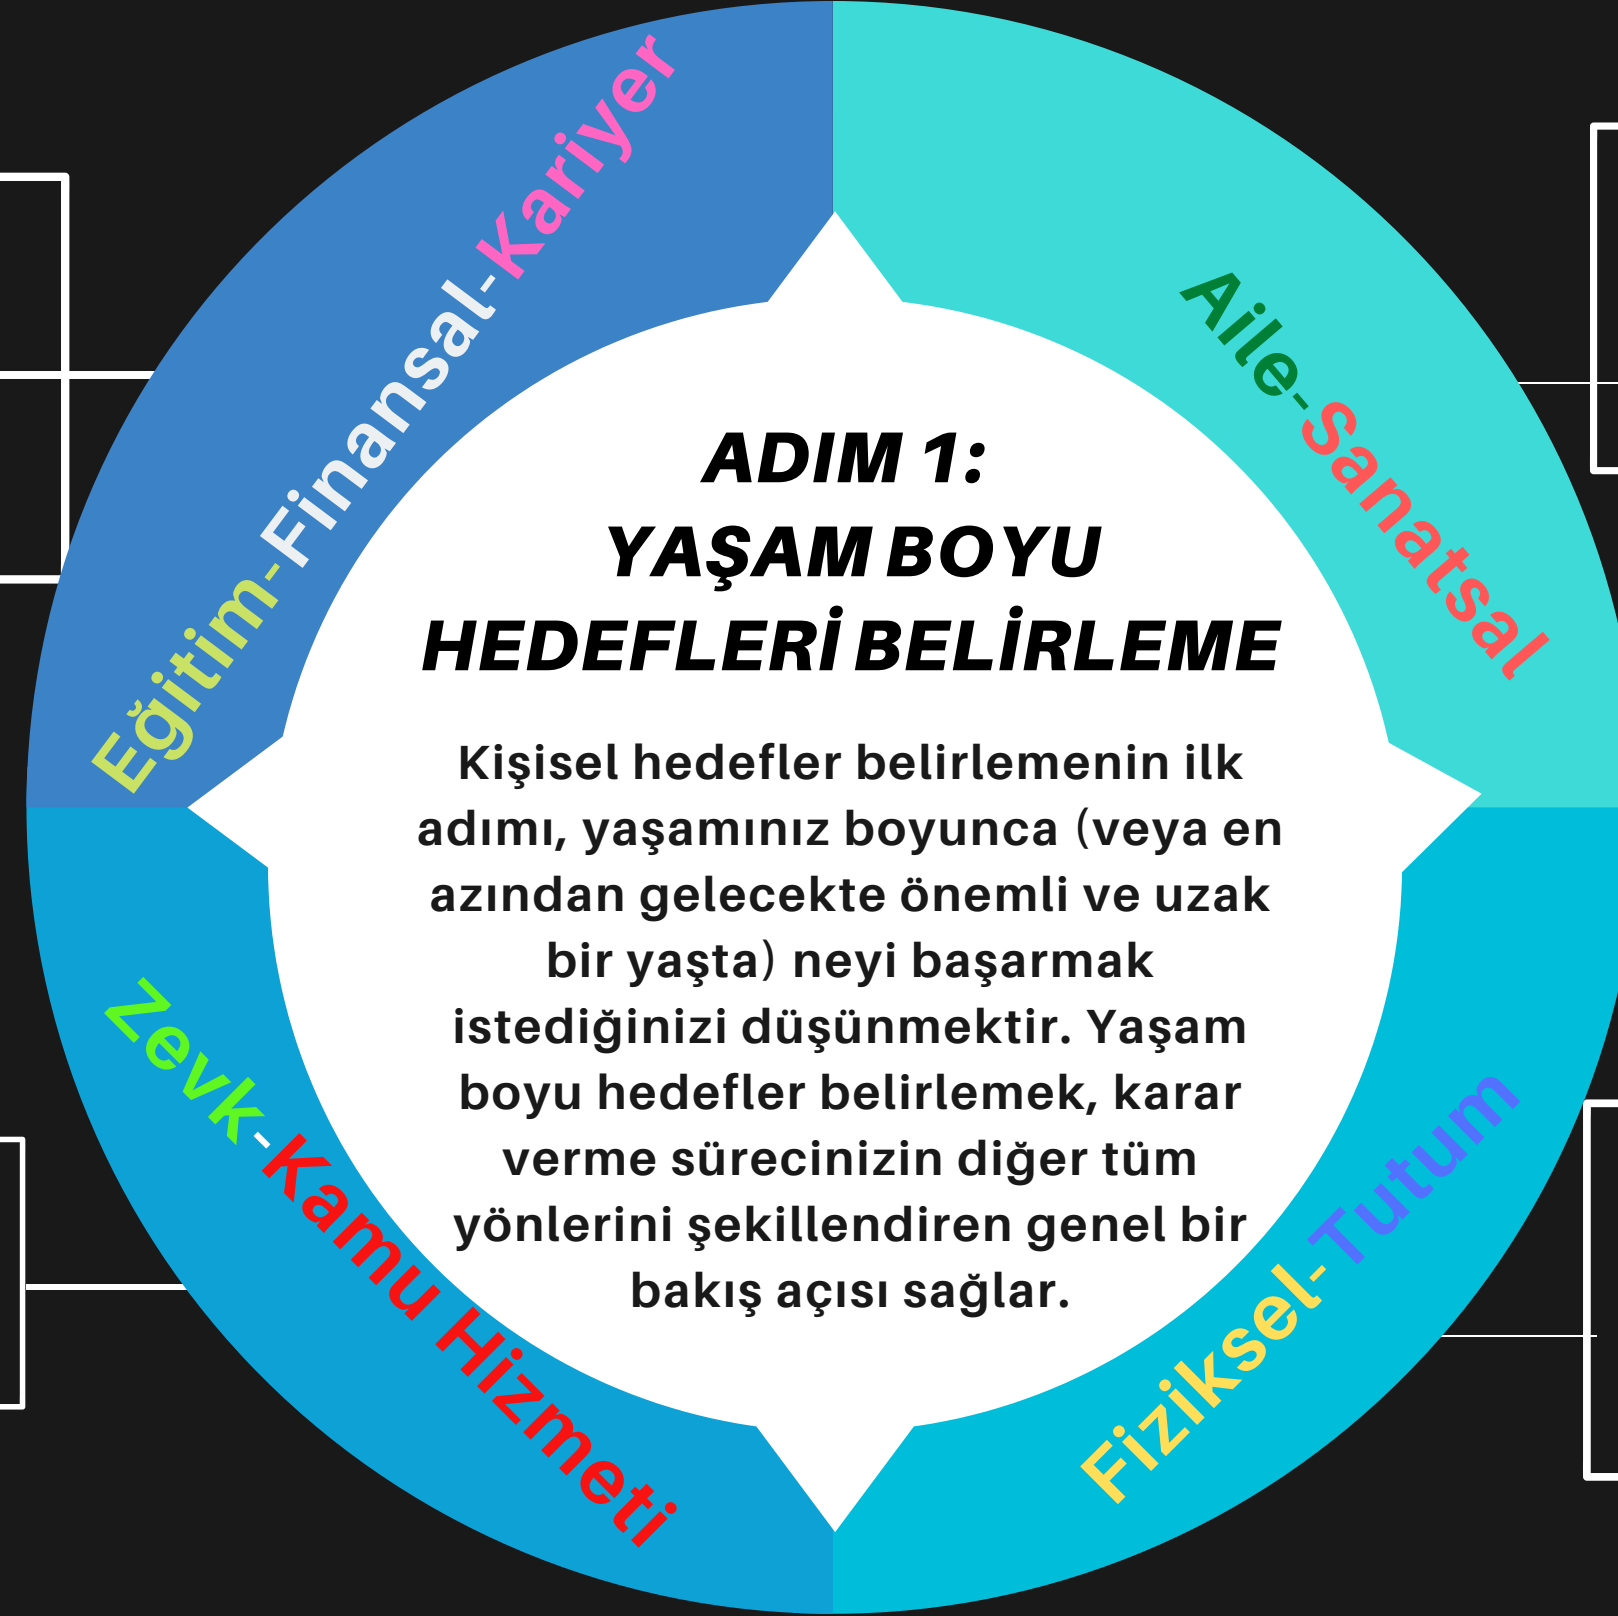 Eğitim-Finansal-Kariyer
Aile-Sanatsal
ADIM 1:
YAŞAM BOYU
HEDEFLERİ BELİRLEME
Kişisel hedefler belirlemenin ilk
adımı, yaşamınız boyunca (veya en
azından gelecekte önemli ve uzak
bir yaşta) neyi başarmak
istediğinizi düşünmektir. Yaşam
boyu hedefler belirlemek, karar
verme sürecinizin diğer tüm
yönlerini şekillendiren genel bir
bakış açısı sağlar.
Zevk-Kamu Hizmeti
Fiziksel-Tutum